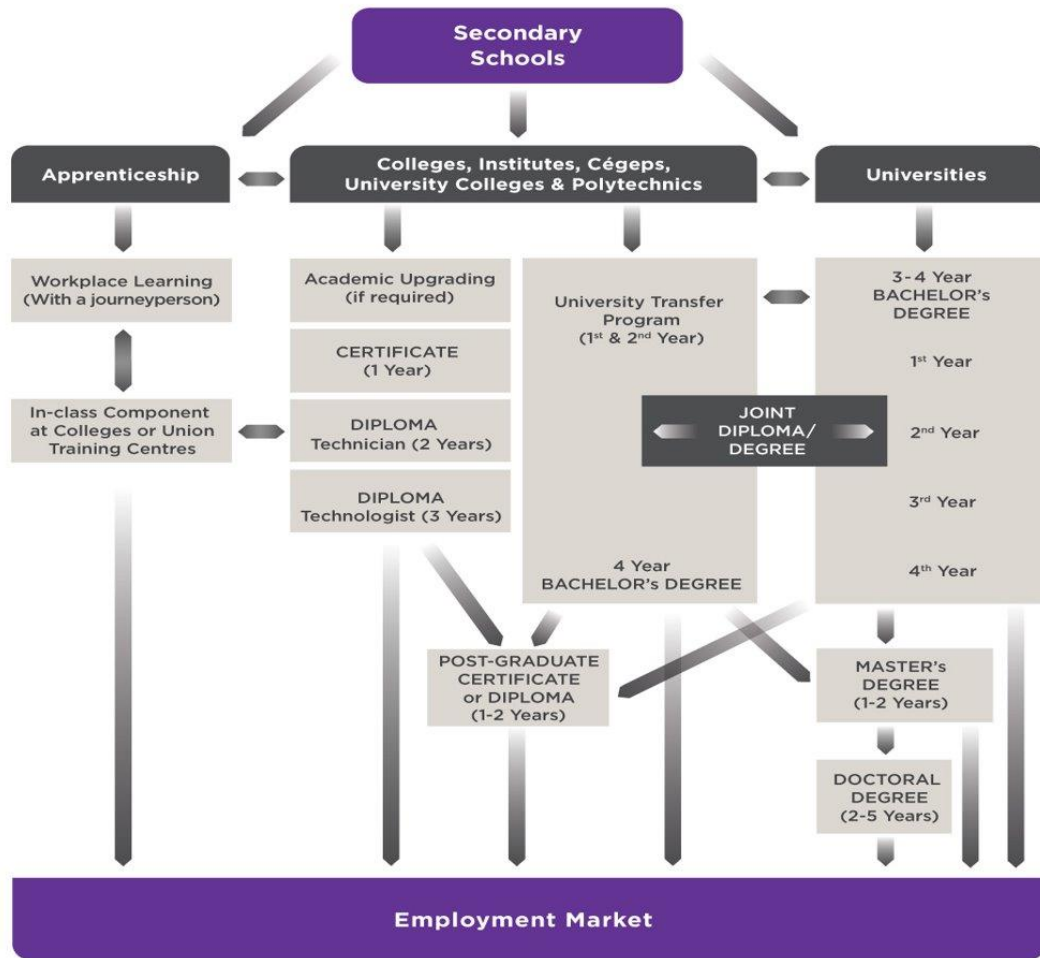 Secondary
Schools
Apprenticeship
Colleges, Institutes, Cégeps,
University Colleges & Polytechnics
Universities
Workplace Learning
(With a journeyperson)
In-class Component
at Colleges or Union
Training Centres
Academic Upgrading
(if required)
CERTIFICATE
(1 Year)
DIPLOMA
Technician (2 Years)
DIPLOMA
Technologist (3 Years)
University Transfer
Program
(1st & 2nd Year)
4 Year
BACHELOR's DEGREE
JOINT
DIPLOMA/
DEGREE
3-4 Year
BACHELOR's
DEGREE
1st Year
2nd Year
3rd Year
4th Year
POST-GRADUATE
CERTIFICATE
or DIPLOMA
(1-2 Years)
MASTER's
DEGREE
(1-2 Years)
DOCTORAL
DEGREE
(2-5 Years)
Employment Market